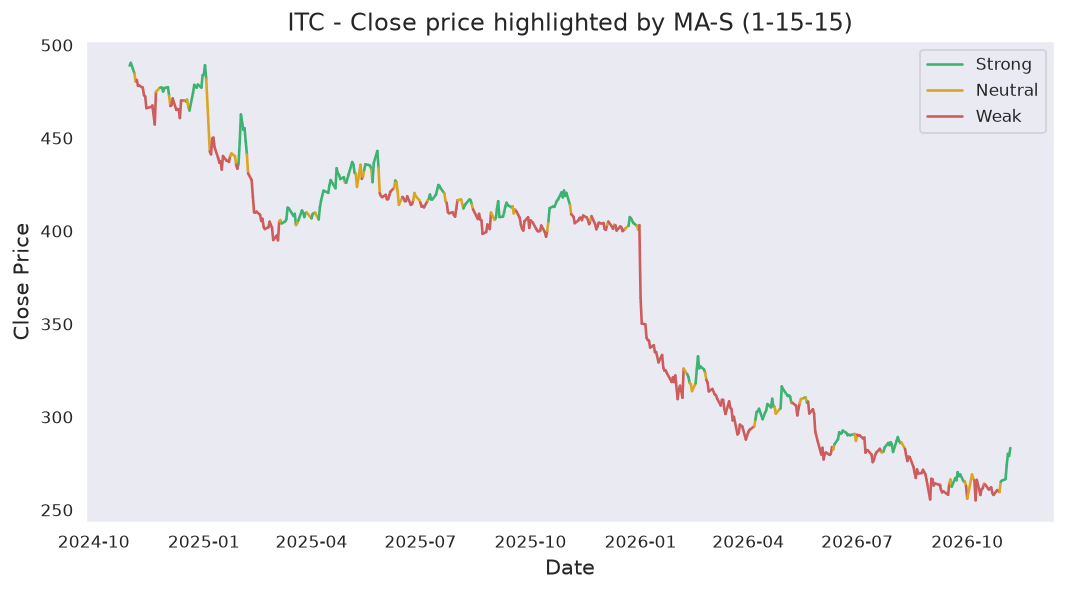 ITC - Close price highlighted by MA-S (1-15-15)
Strong
Neutral
Weak
Close Price
500
450
400
350
300
250
2024-10
2025-01
2025-04
2025-07
2025-10
2026-01
2026-04
2026-07
2026-10
Date